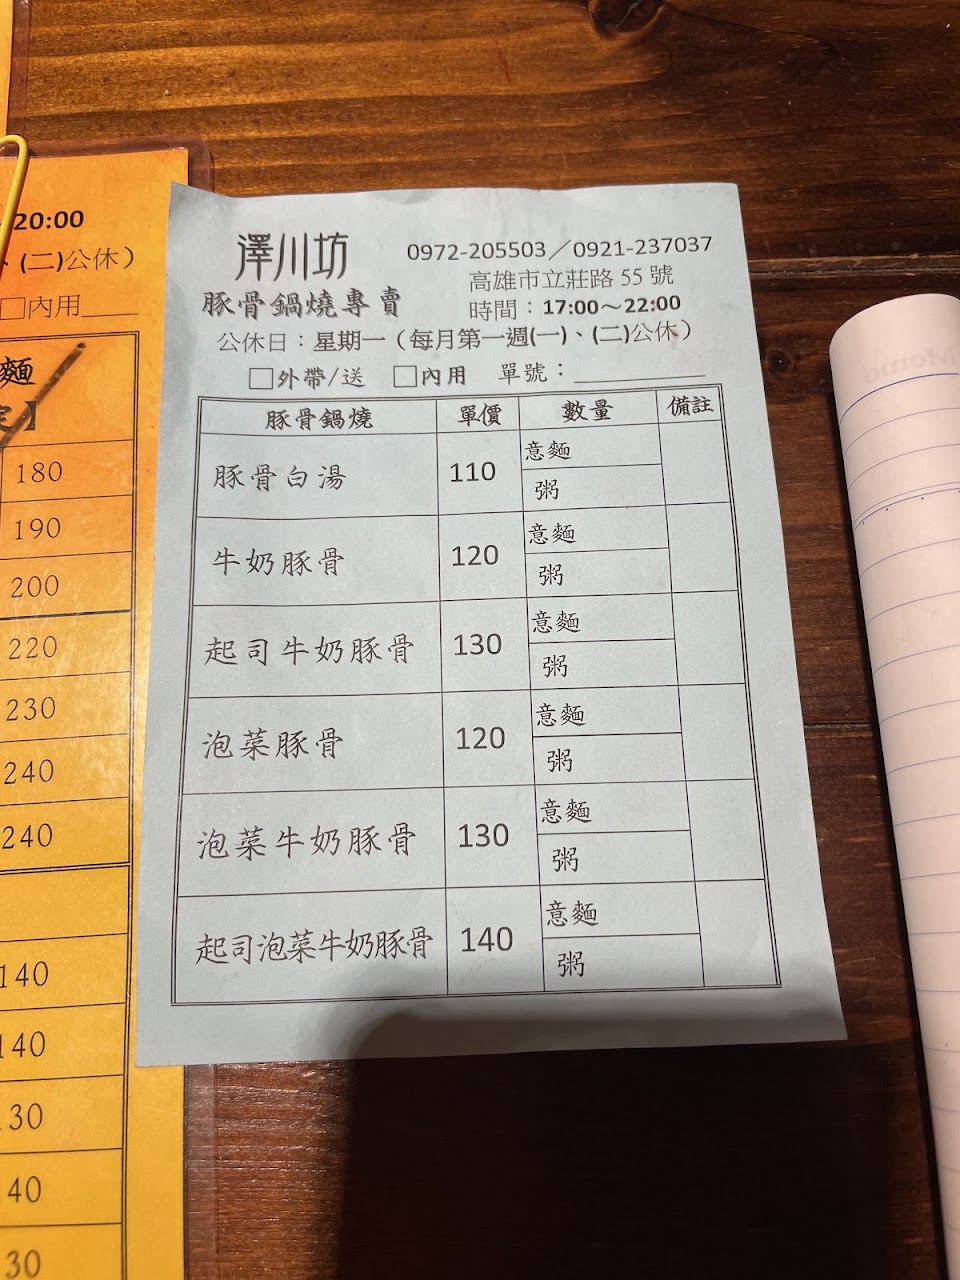 20:00
、(二)公休）
□內用____
麵
】
180
190
200
220
230
240
240
140
140
130
40
30
澤川坊
豚骨鍋燒專賣
0972-205503／0921-237037
高雄市立莊路 55 號
時間：17:00～22:00
公休日：星期一（每月第一週(一)、(二)公休）
□外帶/送 □內用 單號：__________
豚骨鍋燒 單價 數量 備註
豚骨白湯 110 意麵
粥
牛奶豚骨 120 意麵
粥
起司牛奶豚骨 130 意麵
粥
泡菜豚骨 120 意麵
粥
泡菜牛奶豚骨 130 意麵
粥
起司泡菜牛奶豚骨 140 意麵
粥